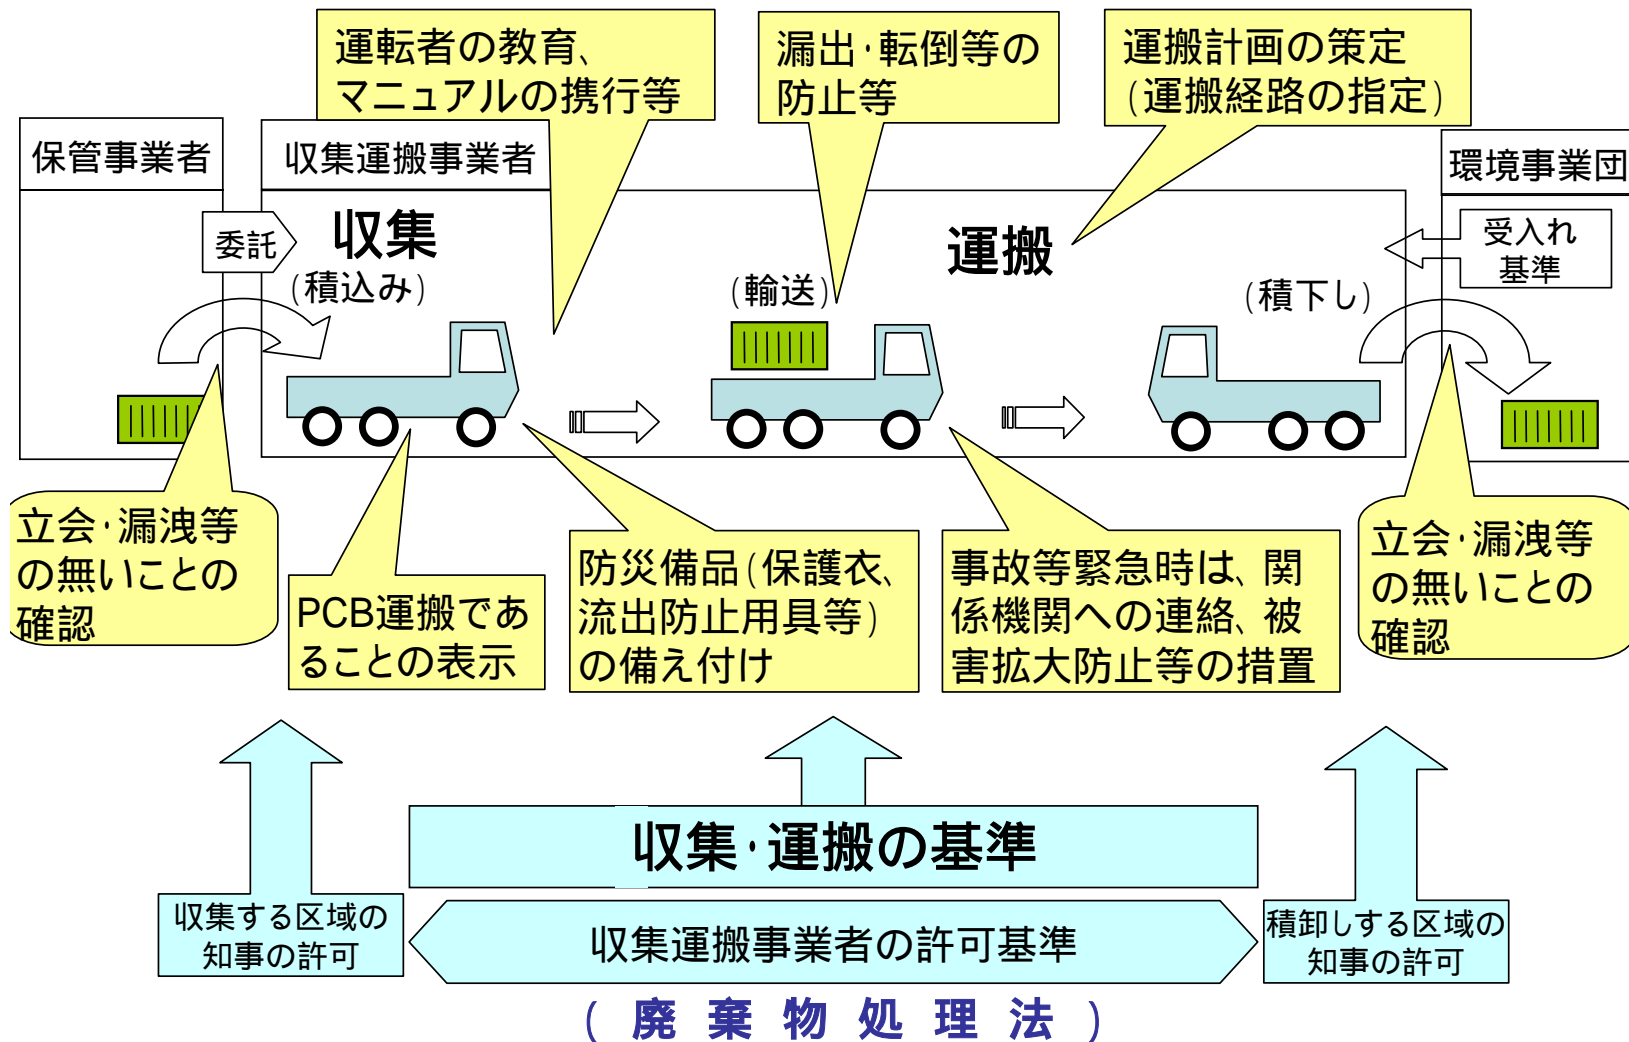 運転者の教育、
マニュアルの携行等
漏出・転倒等の
防止等
運搬計画の策定
(運搬経路の指定)
保管事業者
収集運搬事業者
環境事業団
委託
収集
(積込み)
(輸送)
運搬
(積下し)
受入れ
基準
立会・漏洩等
の無いことの
確認
PCB運搬であ
ることの表示
防災備品(保護衣、
流出防止用具等)
の備え付け
事故等緊急時は、関
係機関への連絡、被
害拡大防止等の措置
立会・漏洩等
の無いことの
確認
収集・運搬の基準
収集する区域の
知事の許可
収集運搬事業者の許可基準
積卸しする区域の
知事の許可
(廃棄物処理法)